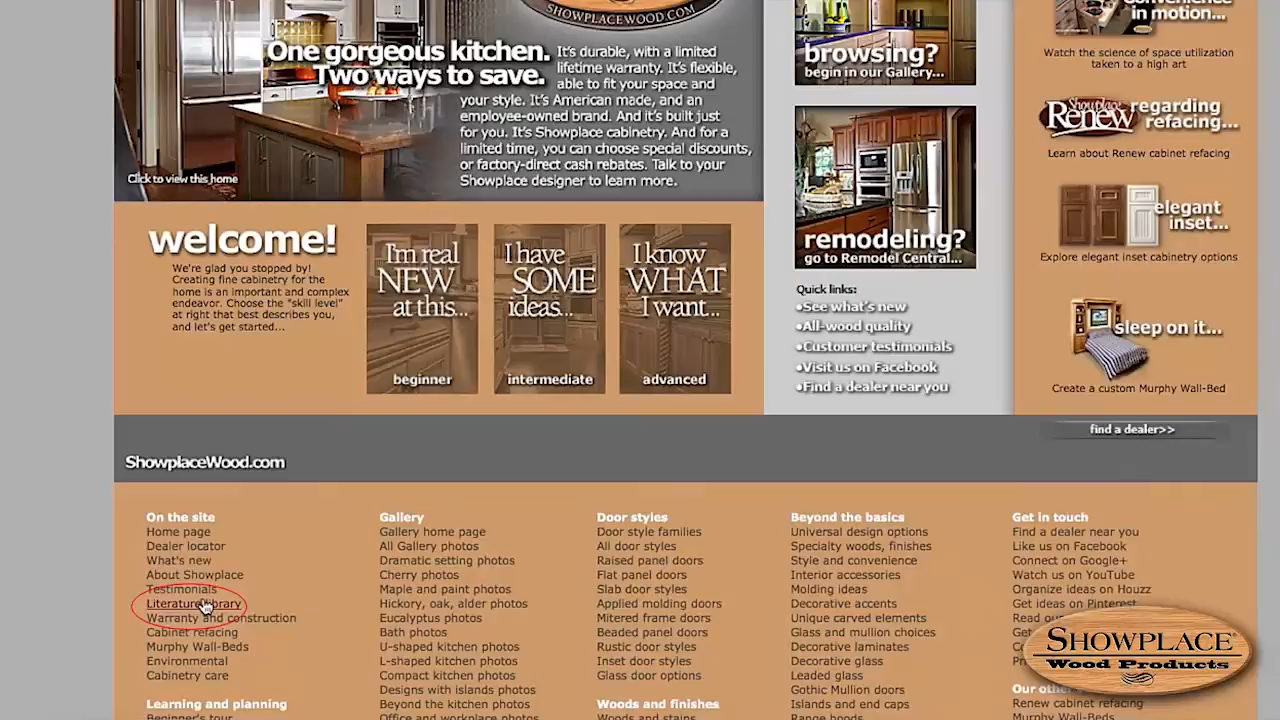 SHOWPLACEWOOD.COM
One gorgeous kitchen.
Two ways to save.
It's durable, with a limited
lifetime warranty. It's flexible,
able to fit your space and
your style. It's American made, and an
employee-owned brand. And it's built just
for you. It's Showplace cabinetry. And for a
limited time, you can choose special discounts,
or factory-direct cash rebates. Talk to your
Showplace designer to learn more.
Click to view this home
browsing?
begin in our Gallery...
in motion...
Watch the science of space utilization
taken to a high art
Showplace
Renew
regarding
refacing...
Learn about Renew cabinet refacing
elegant
inset...
Explore elegant inset cabinetry options
sleep on it...
Create a custom Murphy Wall-Bed
remodeling?
go to Remodel Central...
Quick links:
•See what's new
•All-wood quality
•Customer testimonials
•Visit us on Facebook
•Find a dealer near you
welcome!
We're glad you stopped by!
Creating fine cabinetry for the
home is an important and complex
endeavor. Choose the "skill level"
at right that best describes you,
and let's get started...
I'm real
NEW
at this...
beginner
I have
SOME
ideas...
intermediate
I know
WHAT
I want...
advanced
find a dealer>>
ShowplaceWood.com
On the site
Home page
Dealer locator
What's new
About Showplace
Testimonials
Literature library
Warranty and construction
Cabinet refacing
Murphy Wall-Beds
Environmental
Cabinetry care
Learning and planning
Beginner's tour
Gallery
Gallery home page
All Gallery photos
Dramatic setting photos
Cherry photos
Maple and paint photos
Hickory, oak, alder photos
Eucalyptus photos
Bath photos
U-shaped kitchen photos
L-shaped kitchen photos
Compact kitchen photos
Designs with islands photos
Beyond the kitchen photos
Office and workplace photos
Door styles
Door style families
All door styles
Raised panel doors
Flat panel doors
Slab door styles
Applied molding doors
Mitered frame doors
Beaded panel doors
Rustic door styles
Inset door styles
Glass door options
Woods and finishes
Woods and stains
Beyond the basics
Universal design options
Specialty woods, finishes
Style and convenience
Interior accessories
Molding ideas
Decorative accents
Unique carved elements
Glass and mullion choices
Decorative laminates
Decorative glass
Leaded glass
Gothic Mullion doors
Islands and end caps
Range hoods
Get in touch
Find a dealer near you
Like us on Facebook
Connect on Google+
Watch us on YouTube
Organize ideas on Houzz
Get ideas on Pinterest
Read
Get
Our
Renew cabinet refacing
Murphy Wall-Beds
SHOWPLACE®
Wood Products